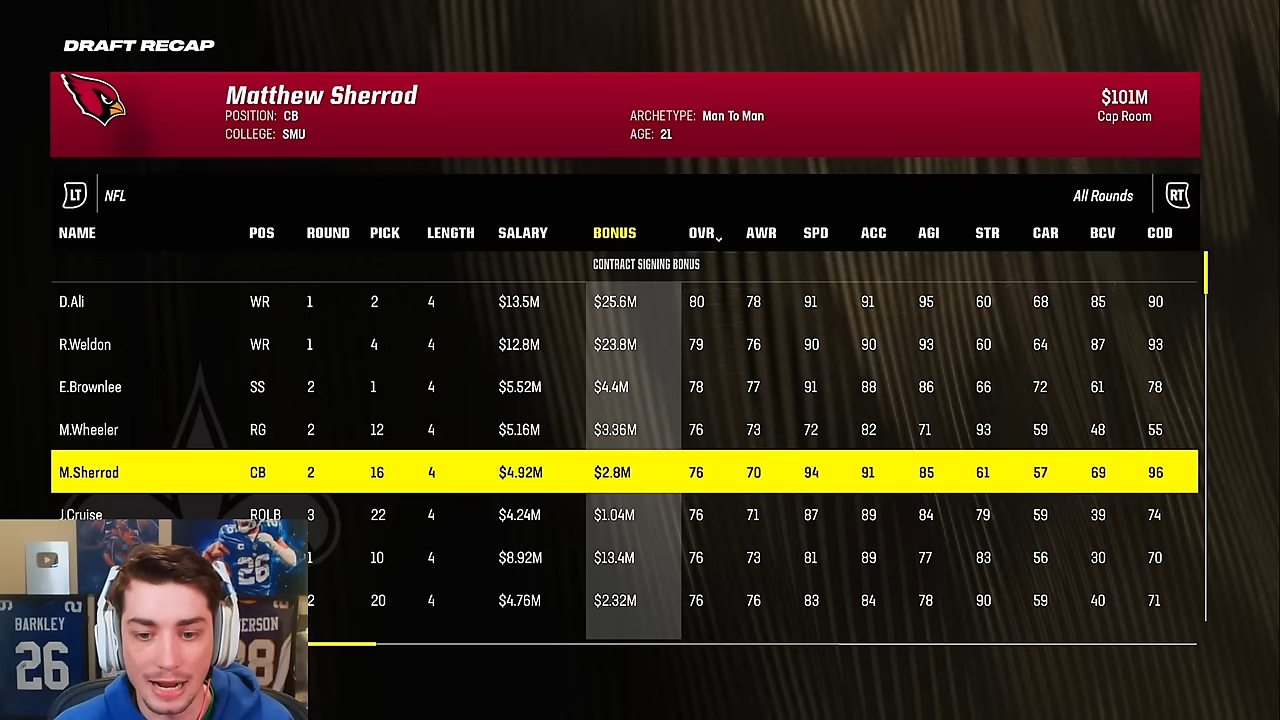 DRAFT RECAP
Matthew Sherrod
POSITION: CB
COLLEGE: SMU
ARCHETYPE: Man To Man
AGE: 21
$101M
Cap Room
LT NFL All Rounds RT
NAME POS ROUND PICK LENGTH SALARY BONUS OVR AWR SPD ACC AGI STR CAR BCV COD
CONTRACT SIGNING BONUS
D.Ali WR 1 2 4 $13.5M $25.6M 80 78 91 91 95 60 68 85 90
R.Weldon WR 1 4 4 $12.8M $23.8M 79 76 90 90 93 60 64 87 93
E.Brownlee SS 2 1 4 $5.52M $4.4M 78 77 91 88 86 66 72 61 78
M.Wheeler RG 2 12 4 $5.16M $3.36M 76 73 72 82 71 93 59 48 55
M.Sherrod CB 2 16 4 $4.92M $2.8M 76 70 94 91 85 61 57 69 96
J.Cruise ROLB 3 22 4 $4.24M $1.04M 76 71 87 89 84 79 59 39 74
1 10 4 $8.92M $13.4M 76 73 81 89 77 83 56 30 70
2 20 4 $4.76M $2.32M 76 76 83 84 78 90 59 40 71
26
BARKLEY
26
ERSON
28